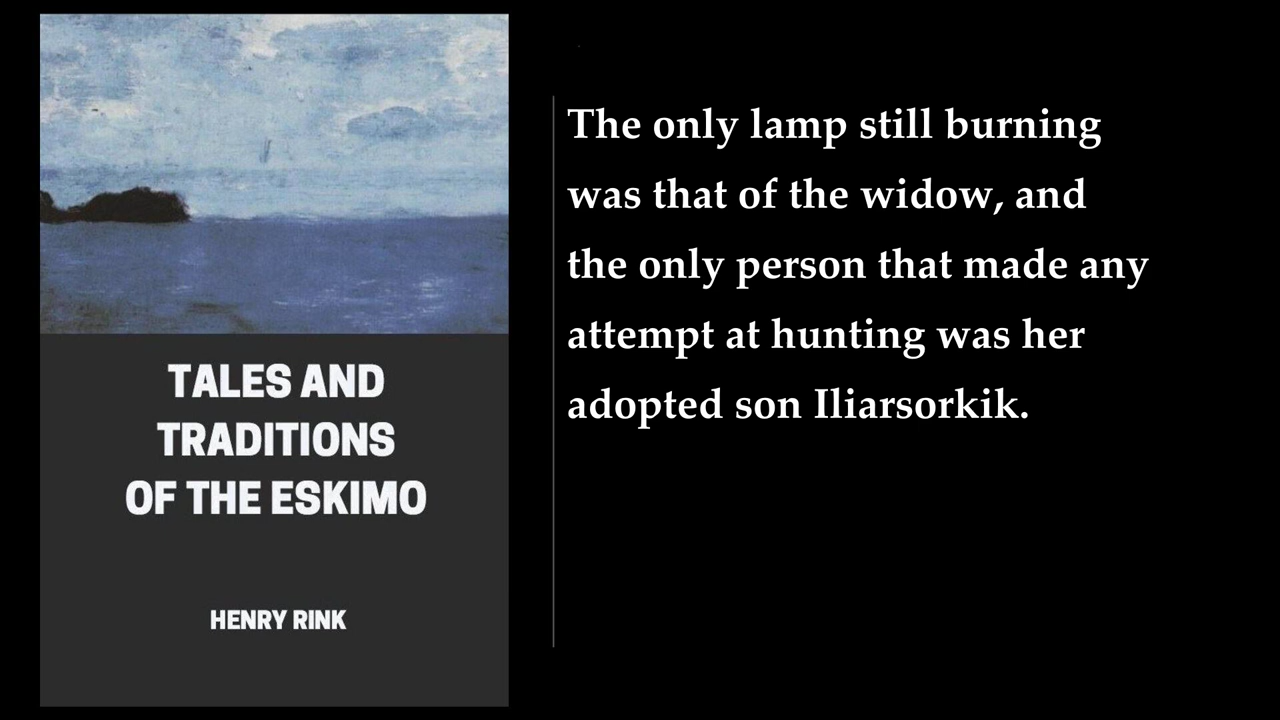 TALES AND
TRADITIONS
OF THE ESKIMO
HENRY RINK
The only lamp still burning
was that of the widow, and
the only person that made any
attempt at hunting was her
adopted son Iliarsorkik.